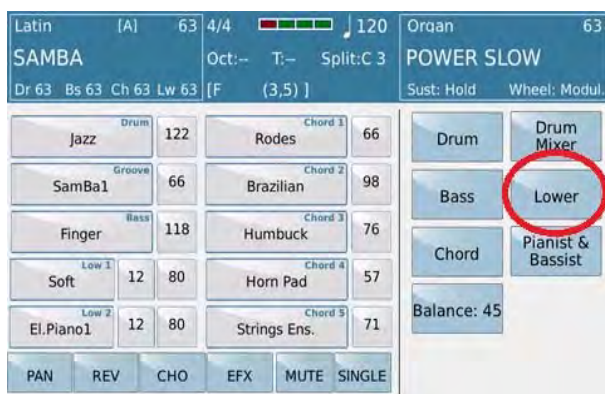 Latin [A] 63 4/4 120 Organ 63
SAMBA Oct:-- T:-- Split:C 3 POWER SLOW
Dr 63 Bs 63 Ch 63 Lw 63 [F (3,5) ] Sust: Hold Wheel: Modul.
Drum Chord 1
Jazz 122 Rodes 66 Drum Drum Mixer
Groove Chord 2
SamBa1 66 Brazilian 98 Bass Lower
Bass Chord 3
Finger 118 Humbuck 76 Chord Pianist & Bassist
Low 1 Chord 4
Soft 12 80 Horn Pad 57
Low 2 Chord 5
El.Piano1 12 80 Strings Ens. 71 Balance: 45
PAN REV CHO EFX MUTE SINGLE